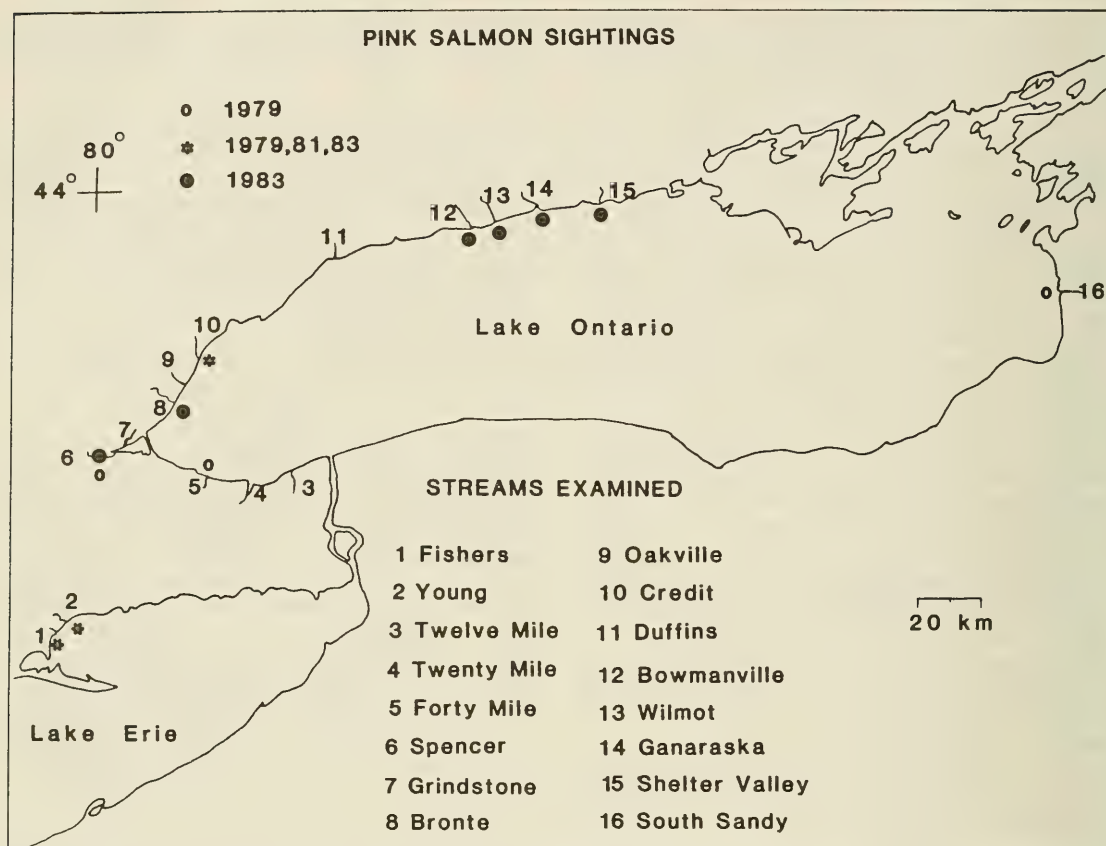 PINK SALMON SIGHTINGS
1979
1979,81,83
1983
80°
44°
12
13
14
15
11
16
10
9
8
7
6
5
4
3
Lake Ontario
STREAMS EXAMINED
1 Fishers
2 Young
3 Twelve Mile
4 Twenty Mile
5 Forty Mile
6 Spencer
7 Grindstone
8 Bronte
9 Oakville
10 Credit
11 Duffins
12 Bowmanville
13 Wilmot
14 Ganaraska
15 Shelter Valley
16 South Sandy
20 km
2
1
Lake Erie